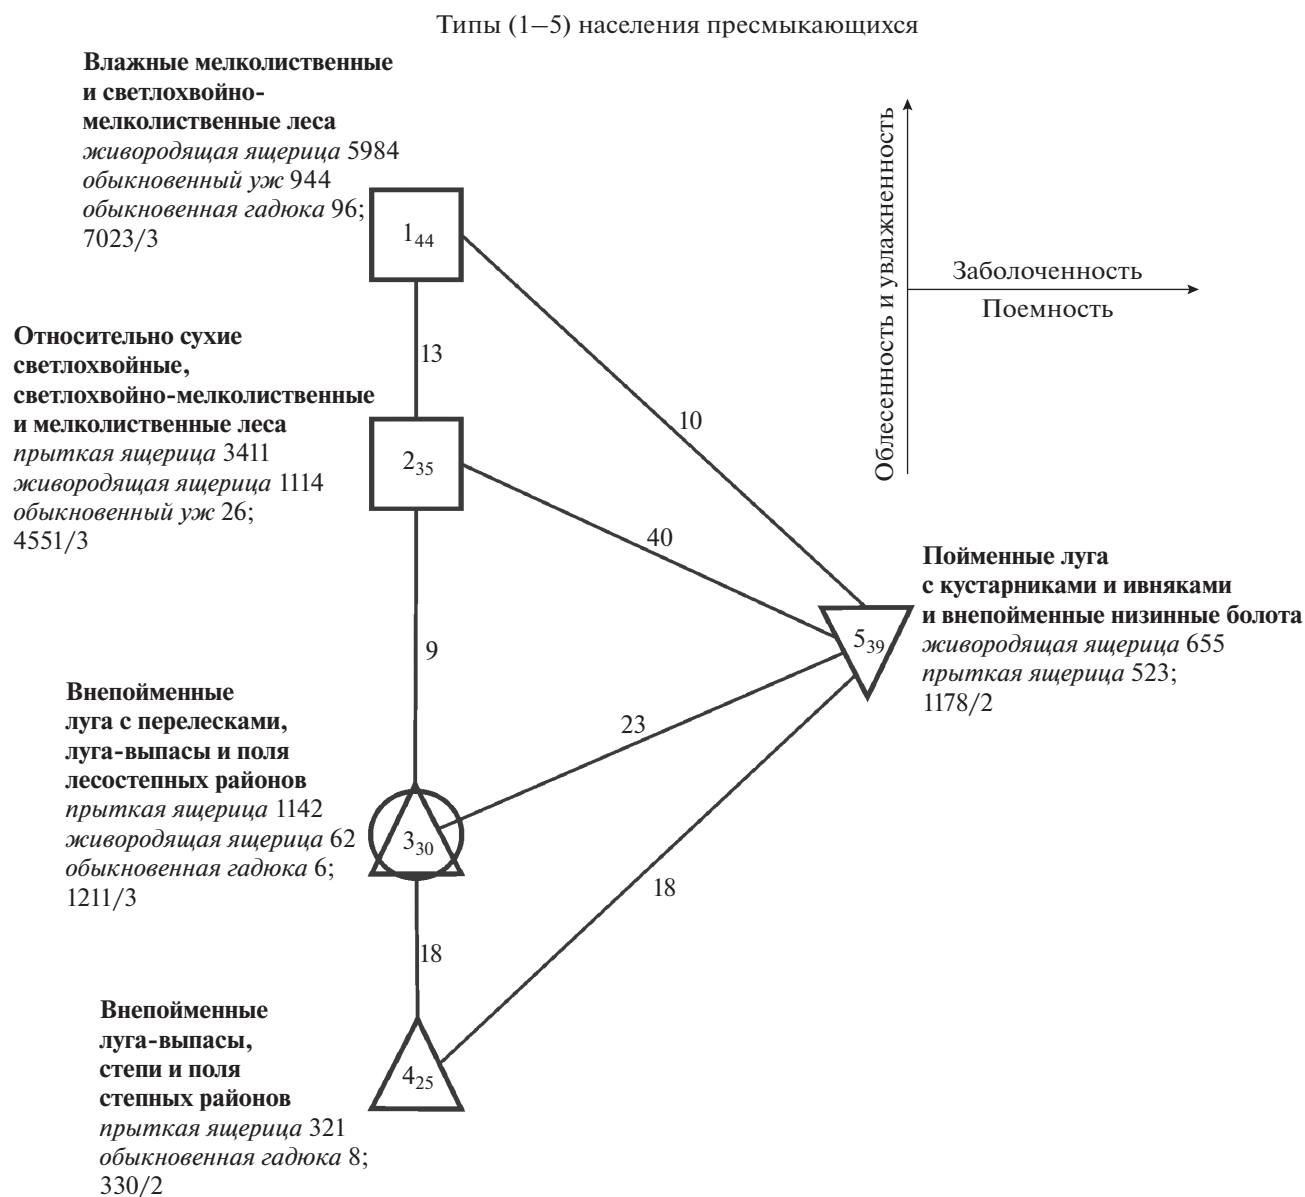 Типы (1–5) населения пресмыкающихся
Влажные мелколиственные
и светлохвойно-
мелколиственные леса
живородящая ящерица 5984
обыкновенный уж 944
обыкновенная гадюка 96;
7023/3
1₄₄
Облесенность и увлажненность
Заболоченность
Поемность
13
10
Относительно сухие
светлохвойные,
светлохвойно-мелколиственные
и мелколиственные леса
прыткая ящерица 3411
живородящая ящерица 1114
обыкновенный уж 26;
4551/3
2₃₅
40
9
Пойменные луга
с кустарниками и ивняками
и внепойменные низинные болота
живородящая ящерица 655
прыткая ящерица 523;
1178/2
5₃₉
Внепойменные
луга с перелесками,
луга-выпасы и поля
лесостепных районов
прыткая ящерица 1142
живородящая ящерица 62
обыкновенная гадюка 6;
1211/3
3₃₀
23
18
18
Внепойменные
луга-выпасы,
степи и поля
степных районов
прыткая ящерица 321
обыкновенная гадюка 8;
330/2
4₂₅